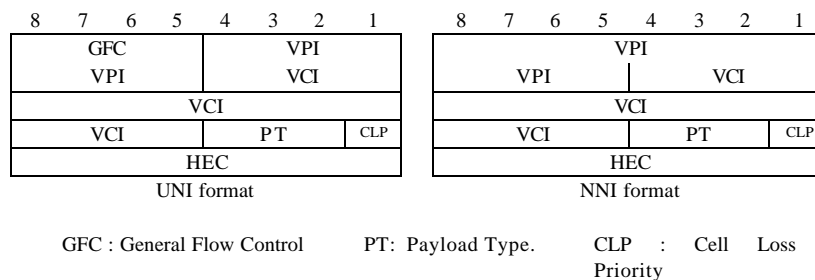 8 7 6 5 4 3 2 1 8 7 6 5 4 3 2 1
GFC VPI VPI
VPI VCI VPI VCI
VCI VCI
VCI PT CLP VCI PT CLP
HEC HEC
UNI format NNI format
GFC : General Flow Control PT: Payload Type. CLP : Cell Loss
Priority